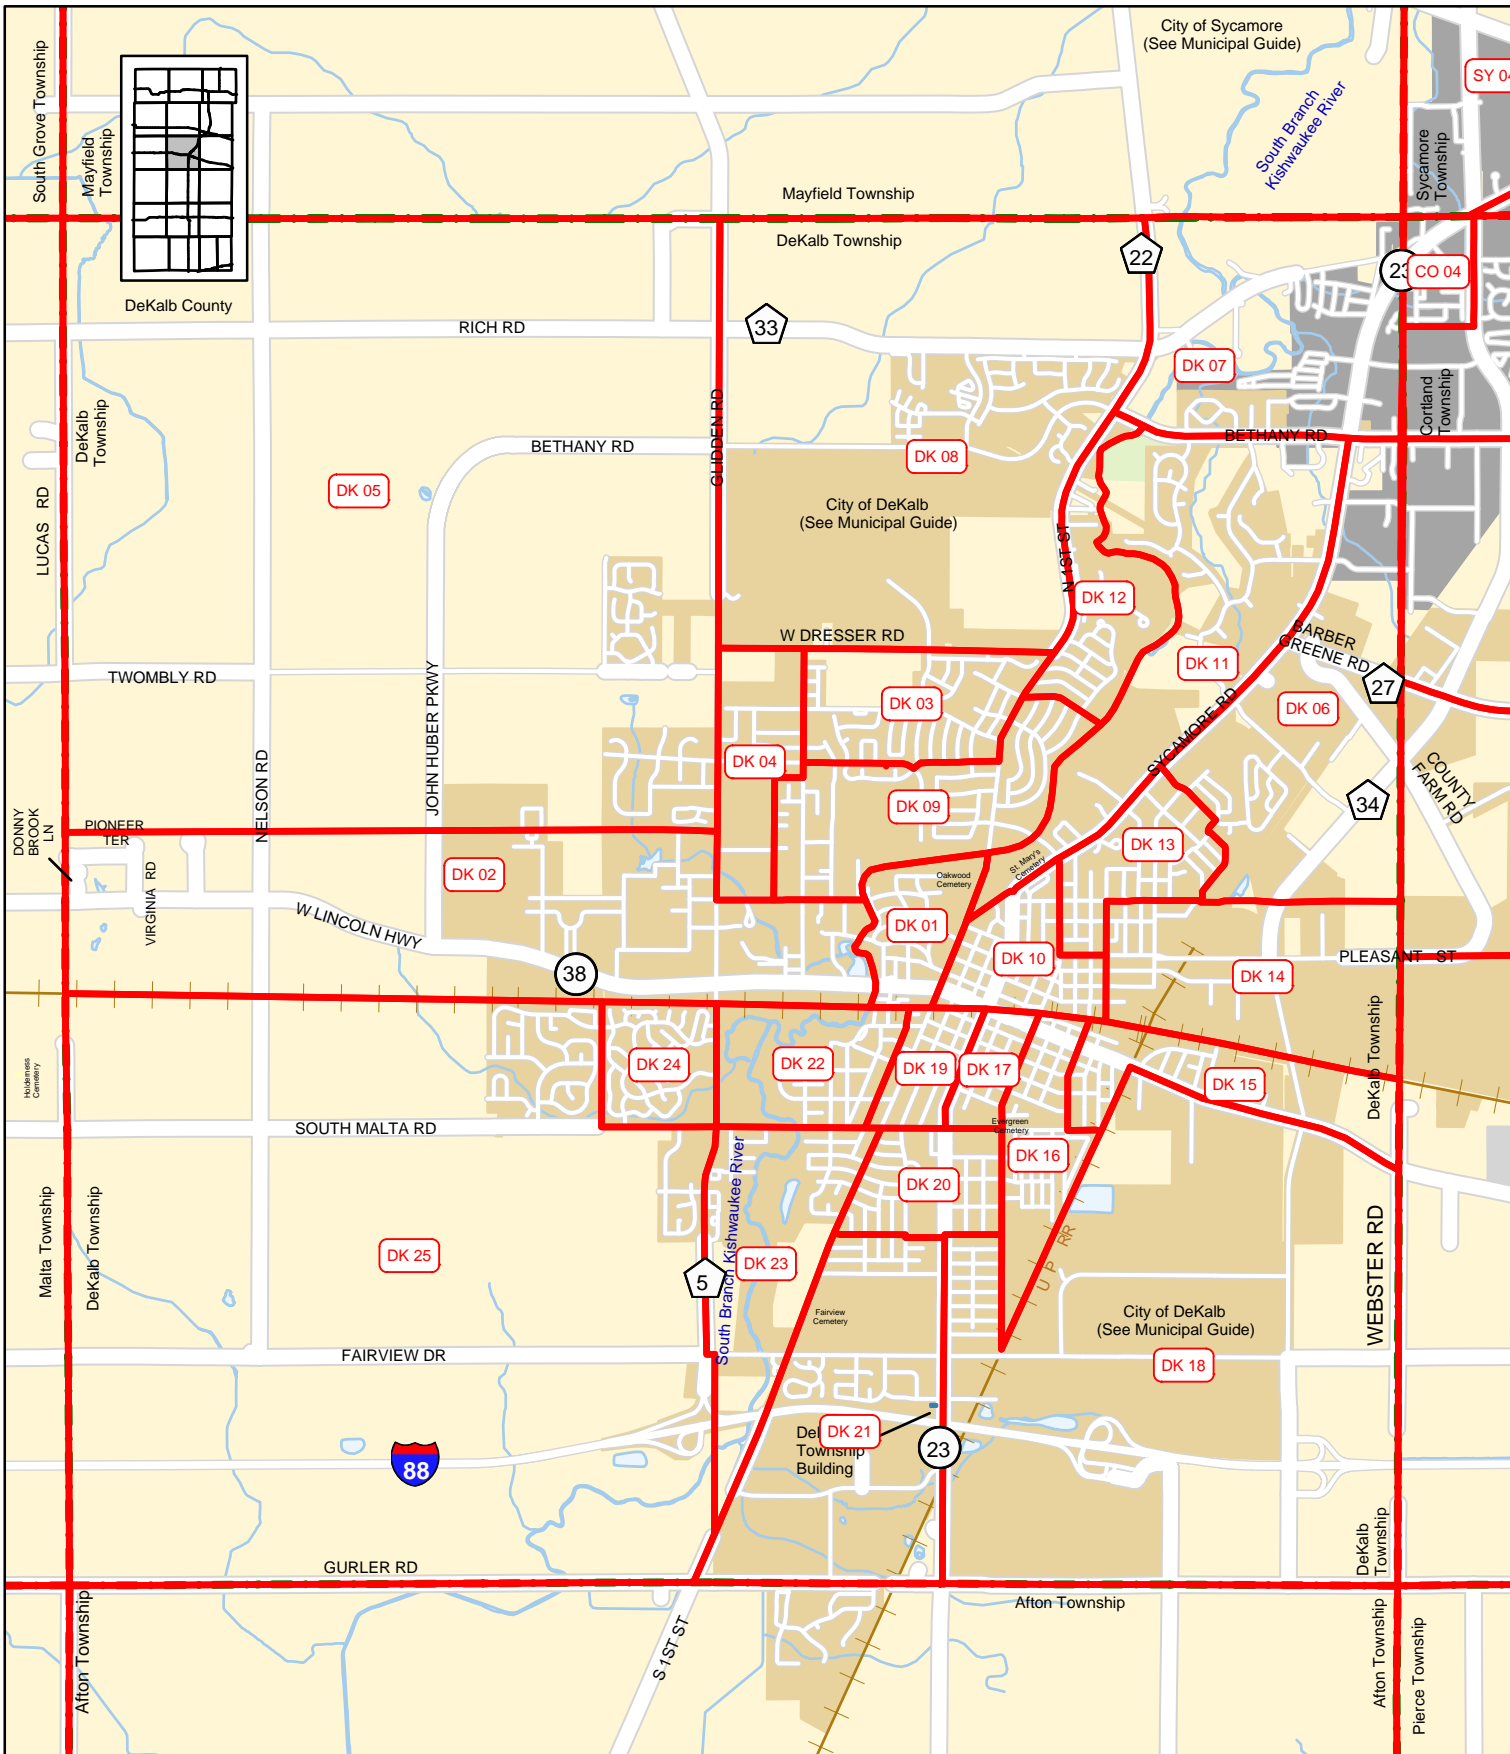 City of Sycamore
(See Municipal Guide)
South Grove Township
Mayfield
Township
South Branch
Kishwaukee River
SY 04
Sycamore
Township
Mayfield Township
DeKalb Township
22
23
CO 04
DeKalb County
RICH RD
33
DK 07
DeKalb
Township
GLIDDEN RD
Cortland
Township
BETHANY RD
BETHANY RD
DK 08
DK 05
City of DeKalb
(See Municipal Guide)
LUCAS RD
N 1ST ST
DK 12
W DRESSER RD
BARBER
GREENE RD
DK 11
TWOMBLY RD
27
DK 03
DK 06
JOHN HUBER PKWY
SYCAMORE RD
DK 04
NELSON RD
COUNTY
FARM RD
34
DK 09
DONNY
BROOK
LN
PIONEER
TER
DK 13
St. Mary's
Cemetery
DK 02
Oakwood
Cemetery
VIRGINIA RD
W LINCOLN HWY
DK 01
DK 10
PLEASANT ST
38
DK 14
DeKalb Township
Holderness
Cemetery
DK 24
DK 22
DK 19
DK 17
DK 15
SOUTH MALTA RD
Evergreen
Cemetery
DK 16
DK 20
South Branch Kishwaukee River
Malta Township
DeKalb Township
DK 25
DK 23
U P RR
WEBSTER RD
5
Fairview
Cemetery
City of DeKalb
(See Municipal Guide)
FAIRVIEW DR
DK 18
DK 21
Township
Building
23
88
DeKalb
Township
GURLER RD
Afton Township
Afton Township
S 1ST ST
Afton Township
Pierce Township